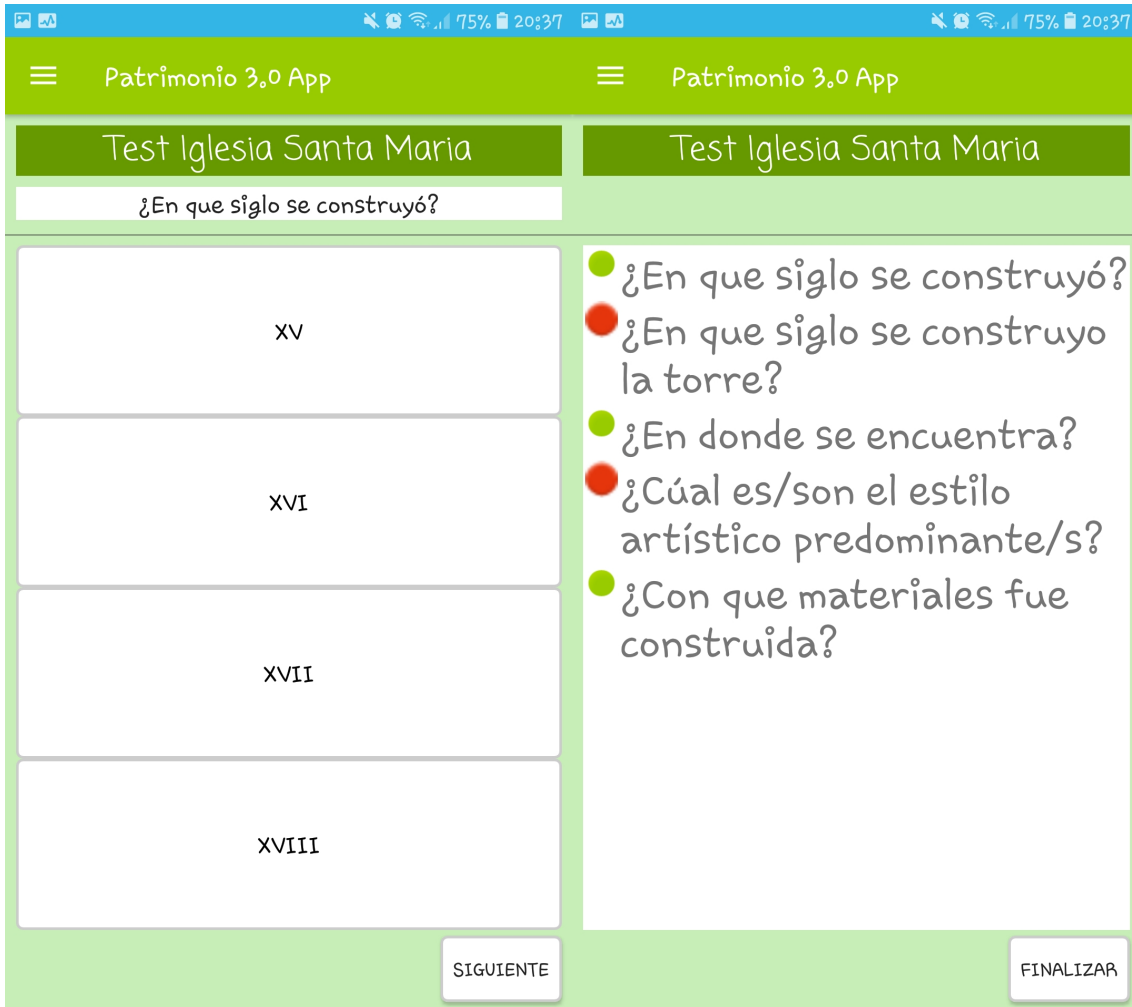 75% 20:37
Patrimonio 3.0 App
Test Iglesia Santa Maria
¿En que siglo se construyó?
XV
XVI
XVII
XVIII
SIGUIENTE
75% 20:37
Patrimonio 3.0 App
Test Iglesia Santa Maria
¿En que siglo se construyó?
¿En que siglo se construyo
la torre?
¿En donde se encuentra?
¿Cúal es/son el estilo
artístico predominante/s?
¿Con que materiales fue
construida?
FINALIZAR